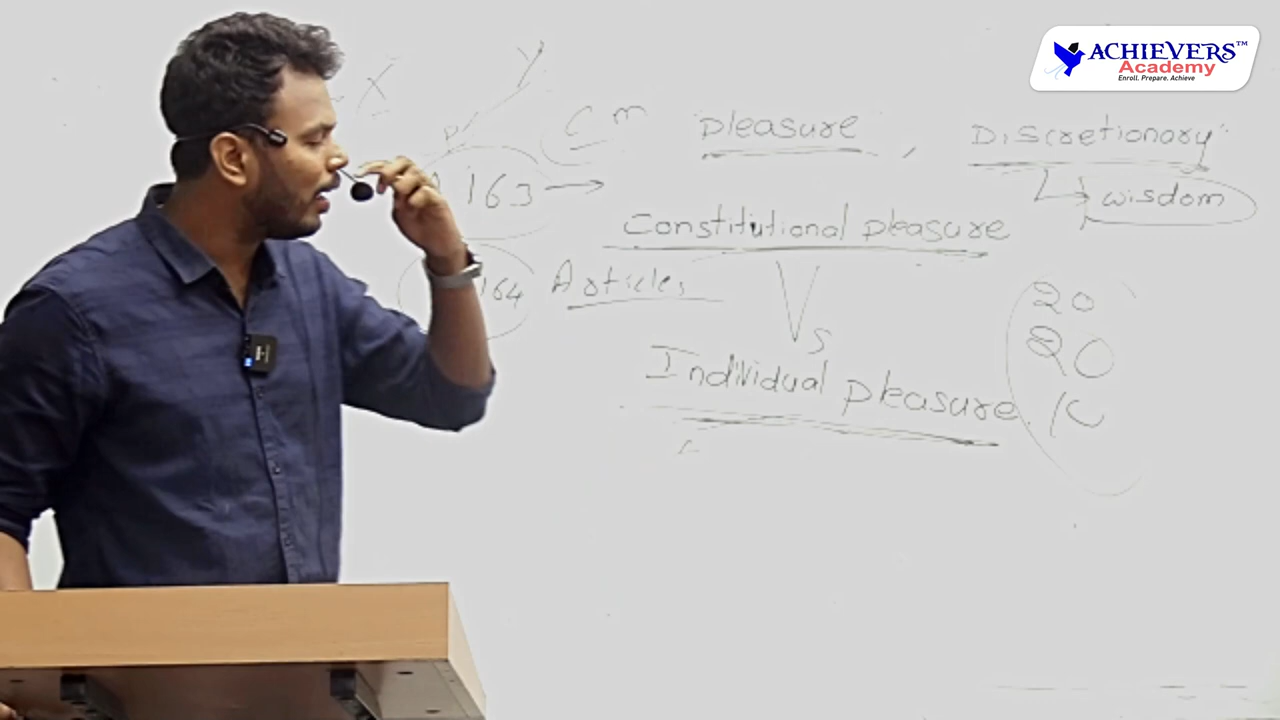 ACHIEVERS™
Academy
Enroll. Prepare. Achieve
X
Y
Cm
pleasure , Discretionary
163 → wisdom
Constitutional pleasure
164 Articles
Vs
20
20
Individual pleasure